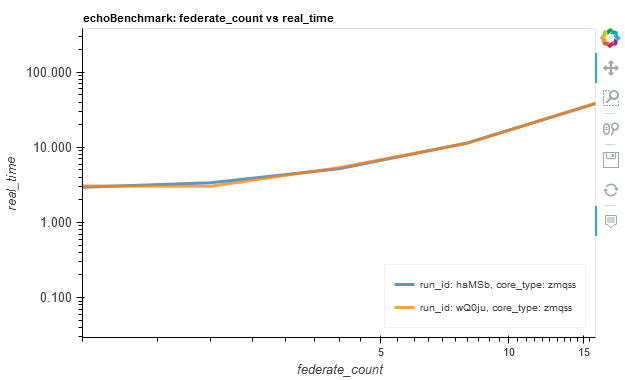 echoBenchmark: federate_count vs real_time
real_time
100.000
10.000
1.000
0.100
run_id: haMSb, core_type: zmqss
run_id: wQ0ju, core_type: zmqss
5
10
15
federate_count